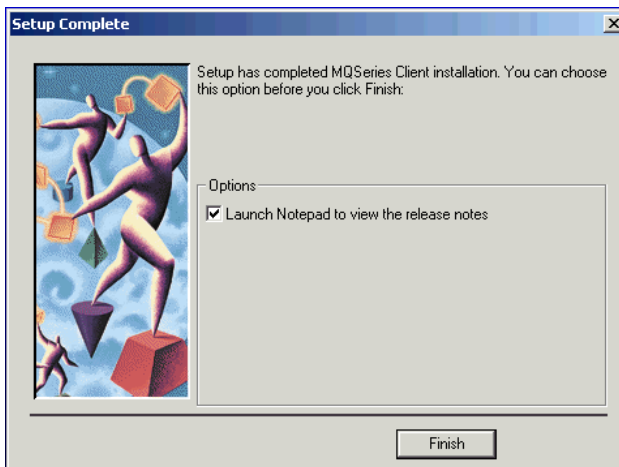 Setup Complete
Setup has completed MQSeries Client installation. You can choose
this option before you click Finish:
Options
Launch Notepad to view the release notes
Finish